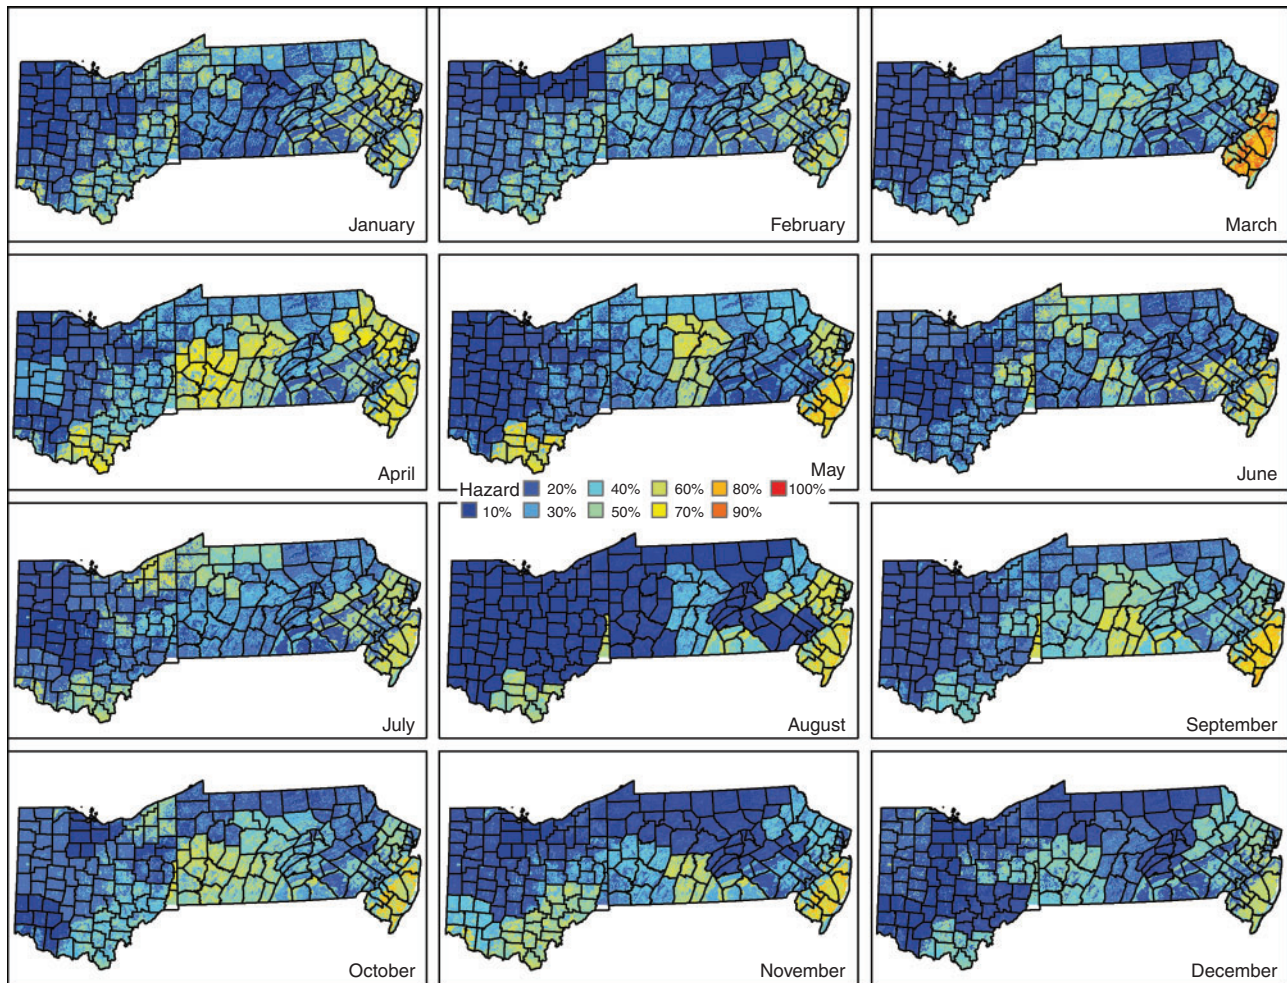 January
February
March
April
May
June
Hazard 20% 40% 60% 80% 100%
10% 30% 50% 70% 90%
July
August
September
October
November
December